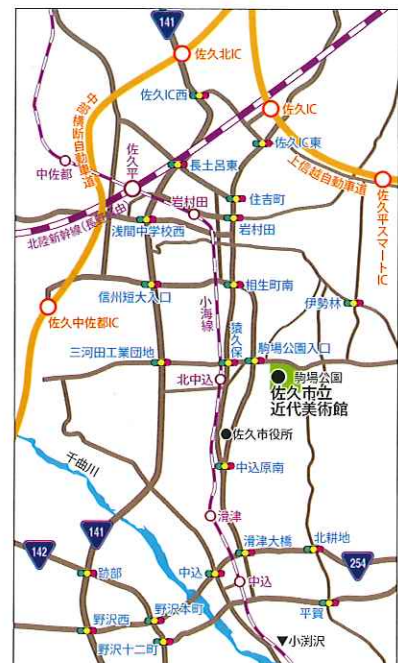 141
佐久北IC
佐久IC西
佐久IC
中部横断自動車道
佐久IC東
佐久平
長土呂東
中佐都
上信越自動車道
佐久平スマートIC
住吉町
岩村田
北陸新幹線(長野経由)
浅間中学校西
岩村田
信州短大入口
小海線
相生町南
伊勢林
佐久中佐都IC
猿久保
三河田工業団地
駒場公園入口
北中込
駒場公園
佐久市立
近代美術館
佐久市役所
千曲川
中込原南
滑津
141
142
滑津大橋
北耕地
254
跡部
中込
中込
野沢本町
野沢西
平賀
野沢十二町
▼小渕沢